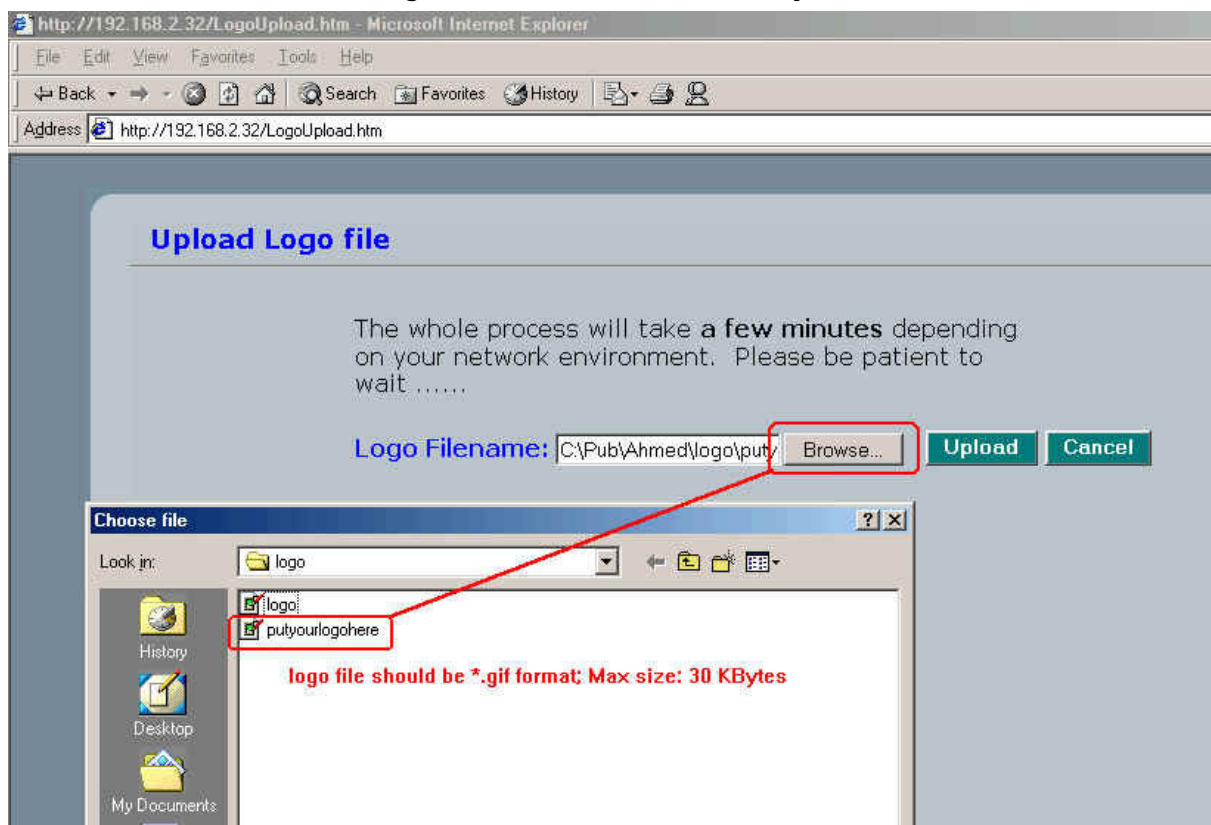 http://192.168.2.32/LogoUpload.htm - Microsoft Internet Explorer
File Edit View Favorites Tools Help
Back Search Favorites History
Address http://192.168.2.32/LogoUpload.htm
Upload Logo file
The whole process will take a few minutes depending
on your network environment. Please be patient to
wait ......
Logo Filename: C:\Pub\Ahmed\logo\puty Browse... Upload Cancel
Choose file
Look in: logo
logo
putyourlogohere
logo file should be *.gif format; Max size: 30 KBytes
History
Desktop
My Documents